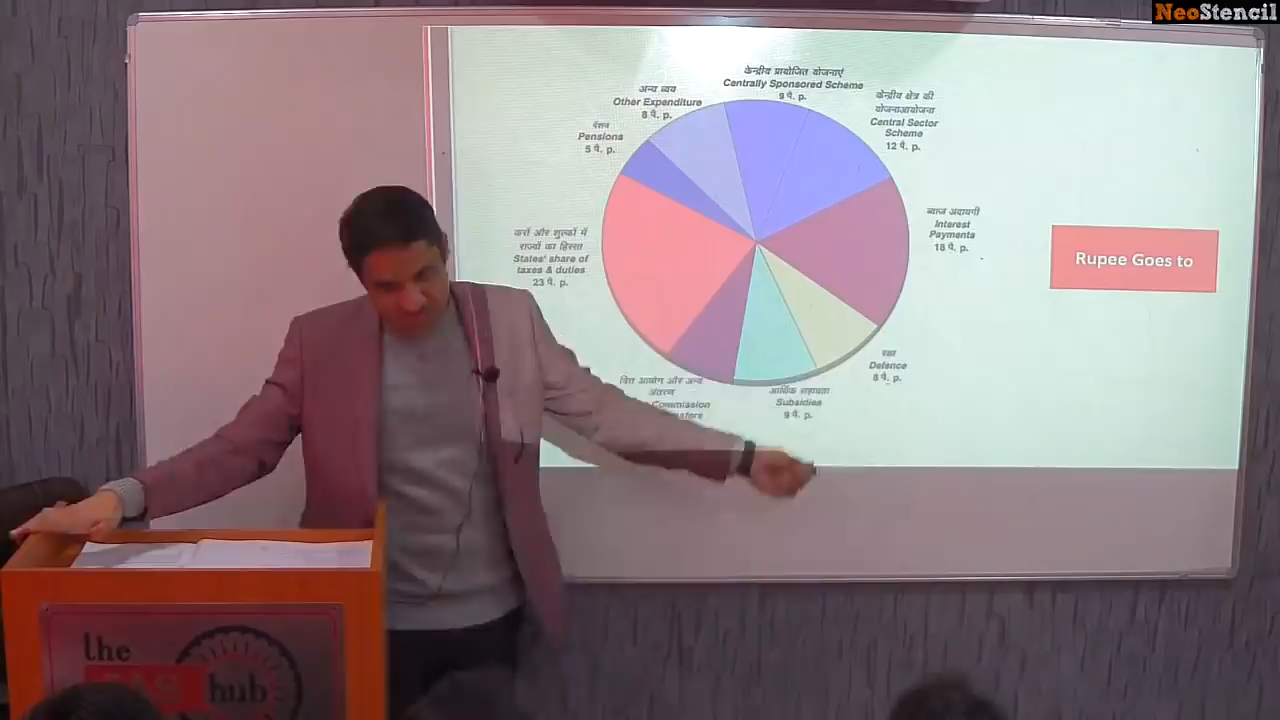 NeoStencil
केन्द्रीय प्रायोजित योजनाएं
Centrally Sponsored Scheme
9 पै. p.
केन्द्रीय क्षेत्र की
Central Sector
Scheme
12 पै. p.
अन्य व्यय
Other Expenditure
8 पै. p.
पेंशन
Pensions
5 पै. p.
ब्याज अदायगी
Interest
Payments
18 पै. p.
करों और शुल्कों में
राज्यों का हिस्सा
States' share of
taxes & duties
23 पै. p.
Rupee Goes to
रक्षा
Defence
8 पै. p.
वित्त आयोग और अन्य
अंतरण
Commission
आर्थिक सहायता
Subsidies
9 पै. p.
the
IAS hub